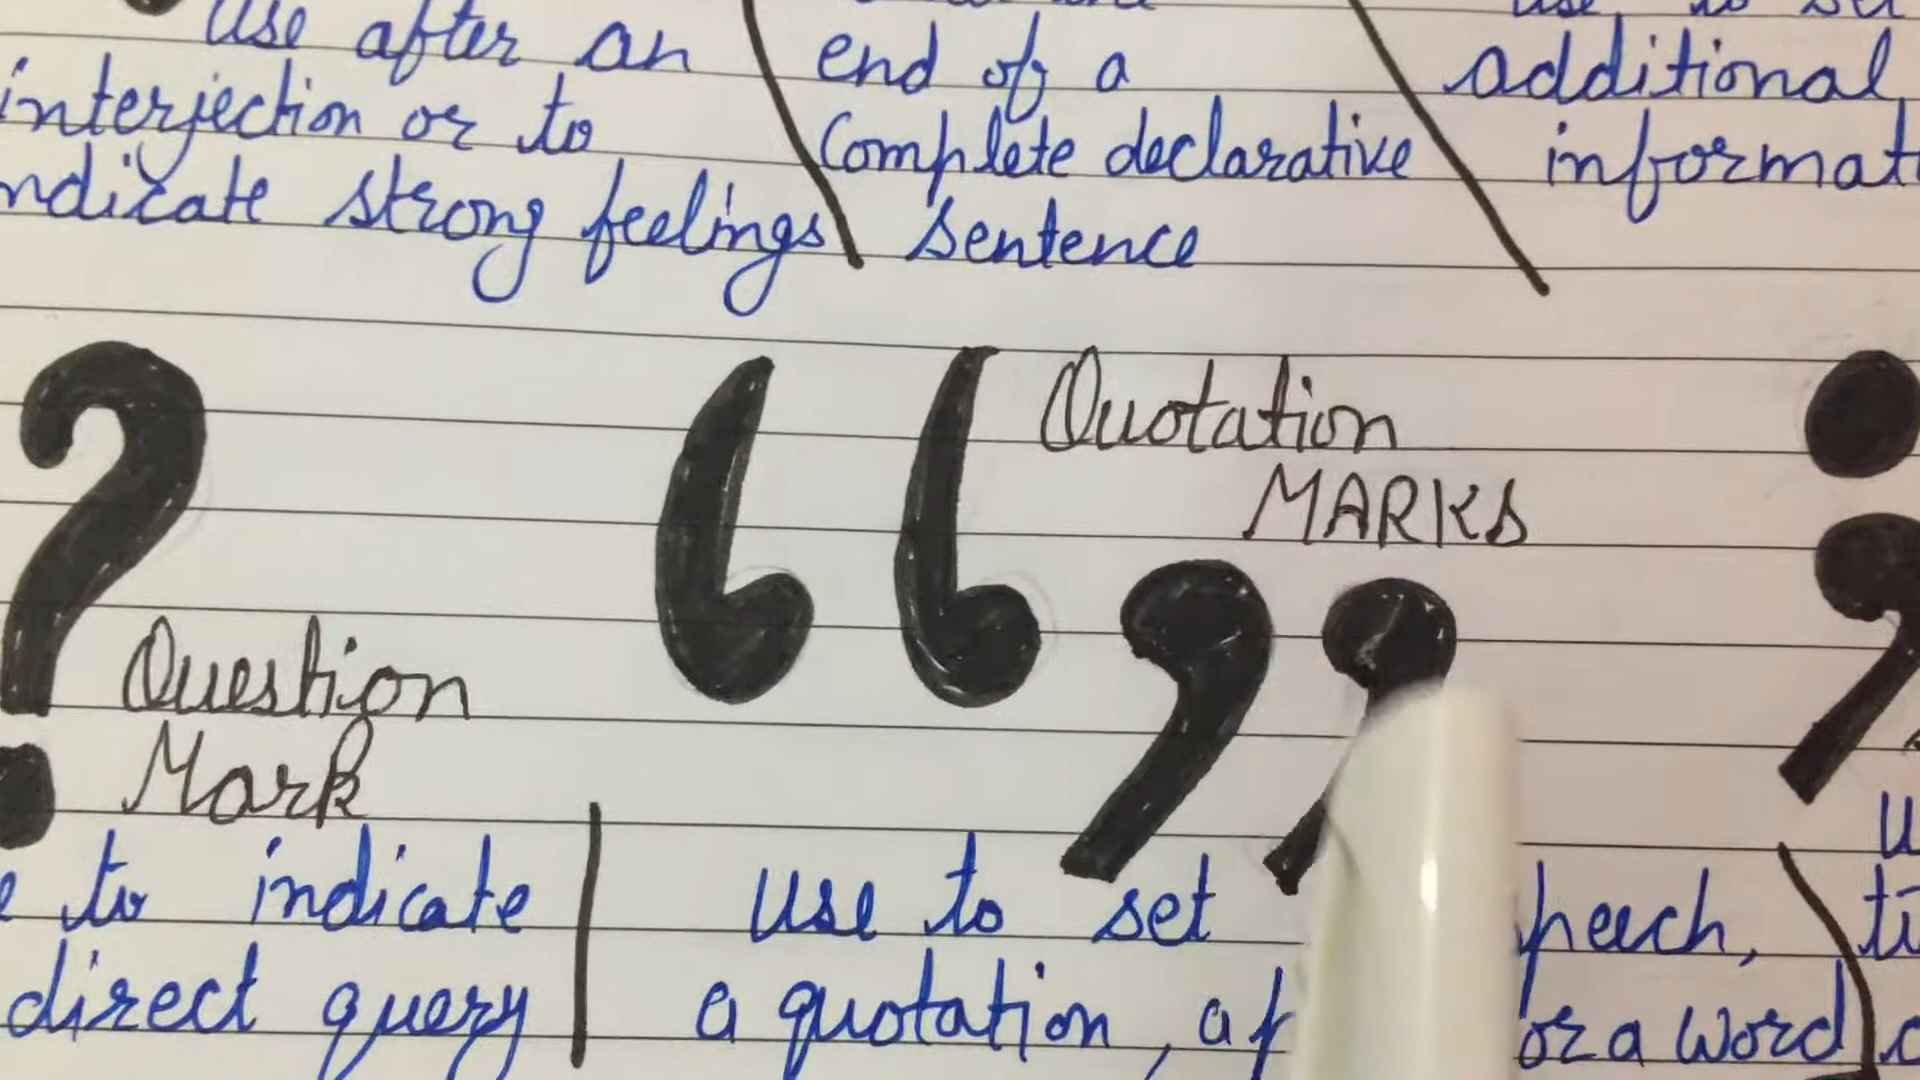 Use after an
interjection or to
indicate strong feelings
end of a
Complete declarative
sentence
additional
Question
Mark
to indicate
direct query
Quotation
MARKS
use to set
a quotation, a
or a word